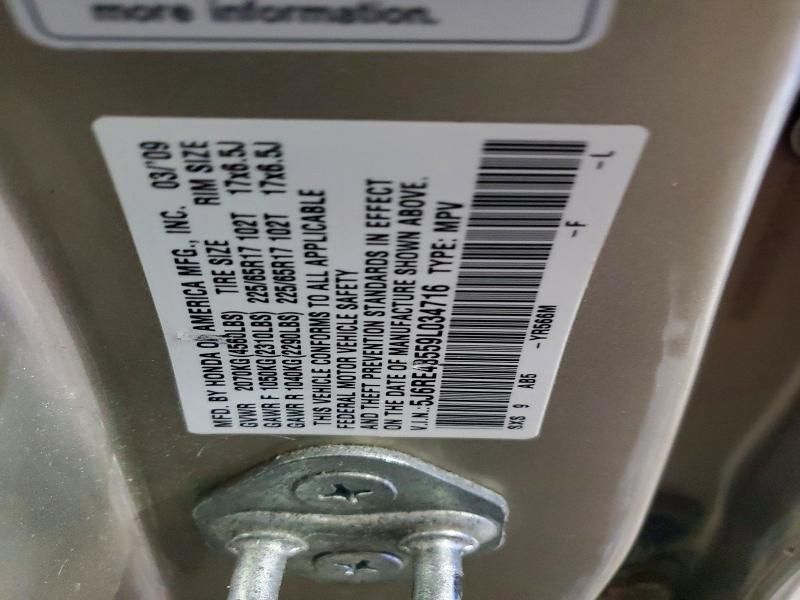 more information.
MFD. BY HONDA OF AMERICA MFG., INC. 03/'09
GVWR 2070KG(4560LBS) TIRE SIZE RIM SIZE
GAWR F 1050KG(2310LBS) 225/65R17 102T 17x6.5J
GAWR R 1040KG(2290LBS) 225/65R17 102T 17x6.5J
THIS VEHICLE CONFORMS TO ALL APPLICABLE
FEDERAL MOTOR VEHICLE SAFETY
AND THEFT PREVENTION STANDARDS IN EFFECT
ON THE DATE OF MANUFACTURE SHOWN ABOVE.
V.I.N.:5J6RE48559L034716 TYPE: MPV
SXS 9 AB5 - YR566M - F - L